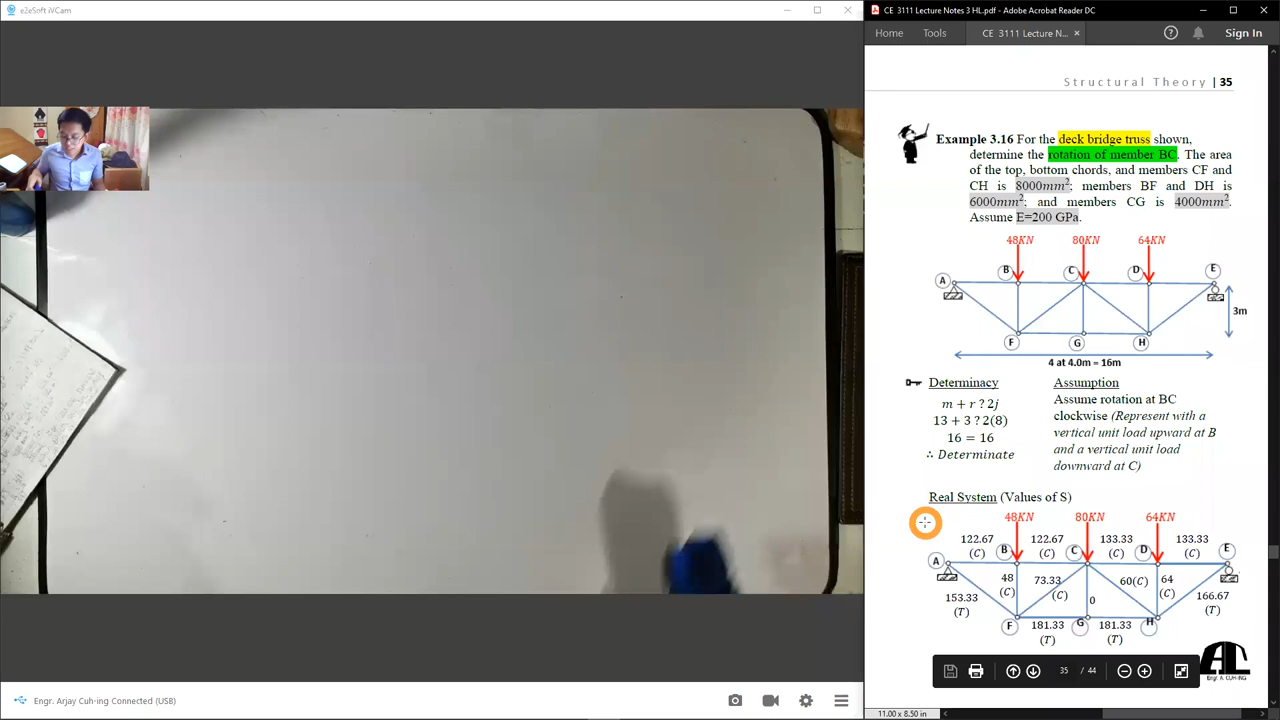 e2eSoft iVCam
CE 3111 Lecture Notes 3 HL.pdf - Adobe Acrobat Reader DC
Home
Tools
CE 3111 Lecture N...
Sign In
Structural Theory | 35
Example 3.16 For the deck bridge truss shown,
determine the rotation of member BC. The area
of the top, bottom chords, and members CF and
CH is 8000mm²; members BF and DH is
6000mm²; and members CG is 4000mm².
Assume E=200 GPa.
48KN 80KN 64KN
A B C D E
3m
F G H
4 at 4.0m = 16m
Determinacy
m + r ? 2j
13 + 3 ? 2(8)
16 = 16
∴ Determinate
Assumption
Assume rotation at BC
clockwise (Represent with a
vertical unit load upward at B
and a vertical unit load
downward at C)
Real System (Values of S)
48KN 80KN 64KN
122.67 (C)
122.67 (C)
133.33 (C)
133.33 (C)
A B C D E
48 (C)
73.33 (C)
60(C)
64 (C)
153.33 (T)
0
166.67 (T)
F G H
181.33 (T)
181.33 (T)
AC
Engr. A. CUH-ING
35 / 44
Engr. Arjay Cuh-ing Connected (USB)
11.00 x 8.50 in